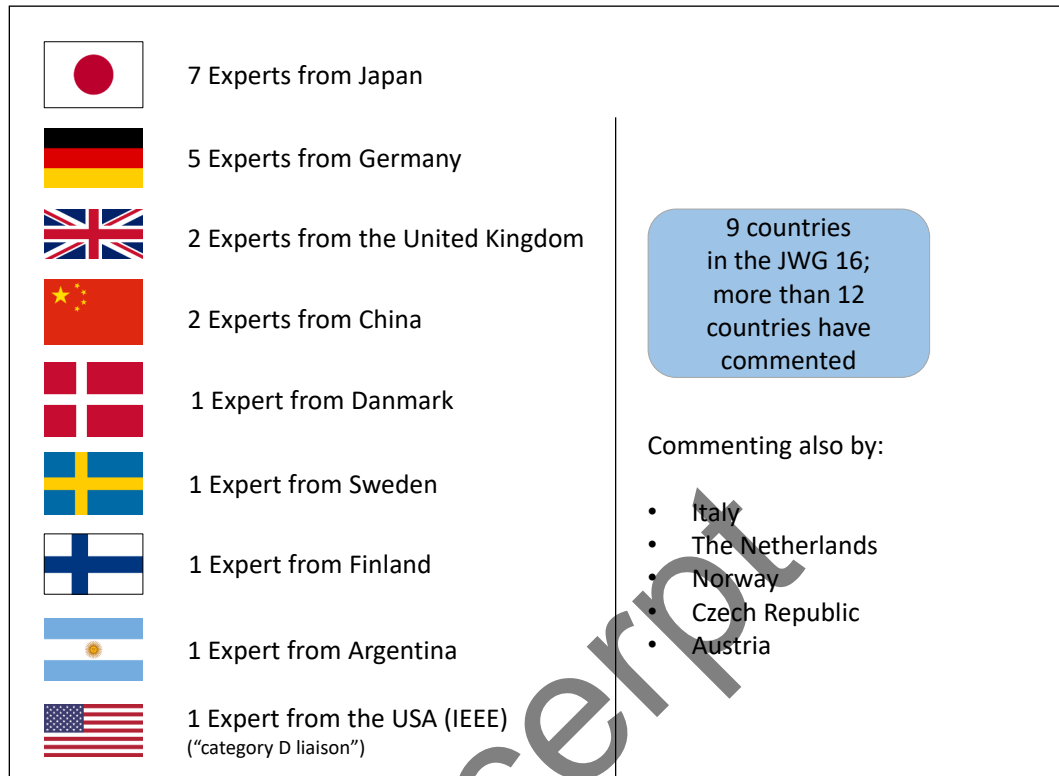 7 Experts from Japan
5 Experts from Germany
2 Experts from the United Kingdom
2 Experts from China
1 Expert from Danmark
1 Expert from Sweden
1 Expert from Finland
1 Expert from Argentina
1 Expert from the USA (IEEE)
(“category D liaison”)
9 countries
in the JWG 16;
more than 12
countries have
commented
Commenting also by:
• Italy
• The Netherlands
• Norway
• Czech Republic
• Austria
cerpt